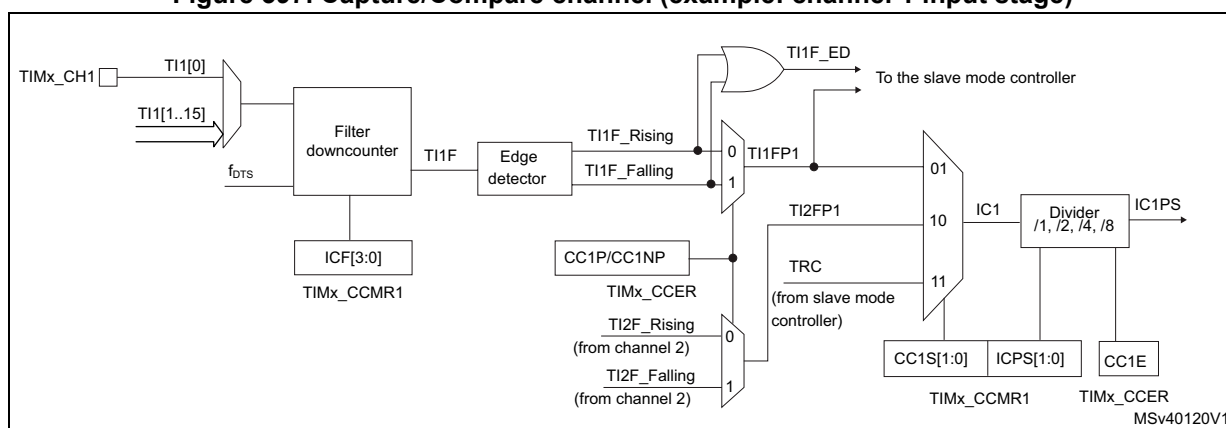 Figure 507. Capture/Compare channel (example: channel 1 input stage)
TIMx_CH1
TI1[0]
TI1[1..15]
fDTS
Filter
downcounter
ICF[3:0]
TIMx_CCMR1
TI1F
Edge
detector
TI1F_Rising
TI1F_Falling
TI1F_ED
To the slave mode controller
0
1
TI1FP1
CC1P/CC1NP
TIMx_CCER
TI2F_Rising
(from channel 2)
TI2F_Falling
(from channel 2)
0
1
TI2FP1
TRC
(from slave mode
controller)
01
10
11
IC1
Divider
/1, /2, /4, /8
IC1PS
CC1S[1:0]
ICPS[1:0]
CC1E
TIMx_CCMR1
TIMx_CCER
MSv40120V1